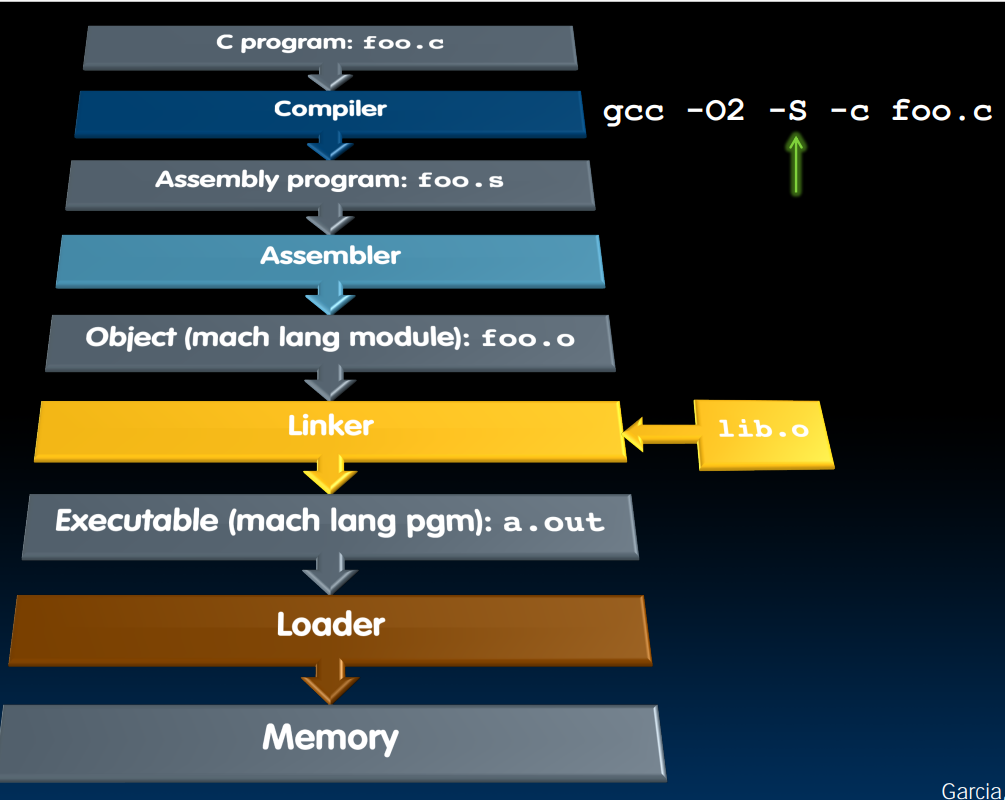 C program: foo.c
Compiler
gcc -O2 -S -c foo.c
Assembly program: foo.s
Assembler
Object (mach lang module): foo.o
Linker
lib.o
Executable (mach lang pgm): a.out
Loader
Memory
Garcia